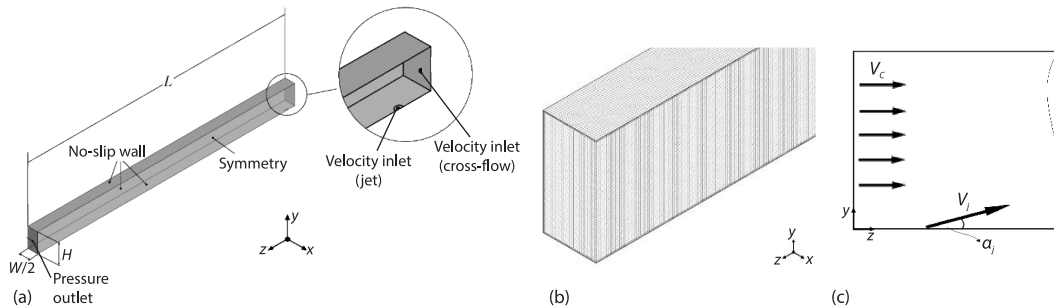 L
No-slip wall
Symmetry
Velocity inlet
(jet)
Velocity inlet
(cross-flow)
W/2
H
Pressure
outlet
y
z
x
(a)
y
z
x
(b)
V_c
V_j
y
z
α_j
(c)